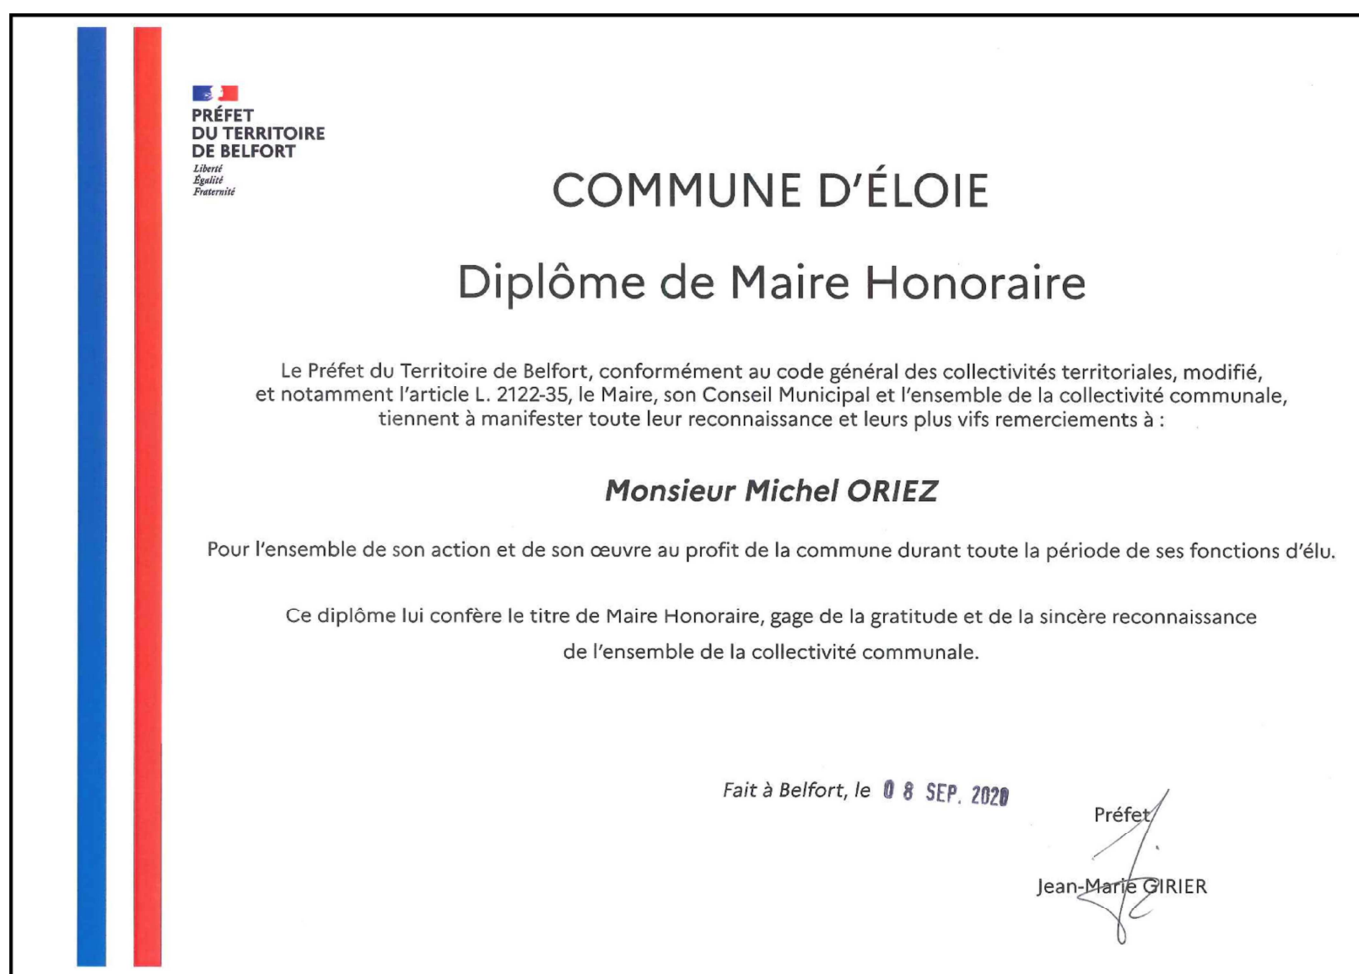 PRÉFET
DU TERRITOIRE
DE BELFORT
Liberté
Égalité
Fraternité
COMMUNE D'ÉLOIE
Diplôme de Maire Honoraire
Le Préfet du Territoire de Belfort, conformément au code général des collectivités territoriales, modifié,
et notamment l'article L. 2122-35, le Maire, son Conseil Municipal et l'ensemble de la collectivité communale,
tiennent à manifester toute leur reconnaissance et leurs plus vifs remerciements à :
Monsieur Michel ORIEZ
Pour l'ensemble de son action et de son œuvre au profit de la commune durant toute la période de ses fonctions d'élu.
Ce diplôme lui confère le titre de Maire Honoraire, gage de la gratitude et de la sincère reconnaissance
de l'ensemble de la collectivité communale.
Fait à Belfort, le 08 SEP. 2020
Préfet
Jean-Marie GIRIER